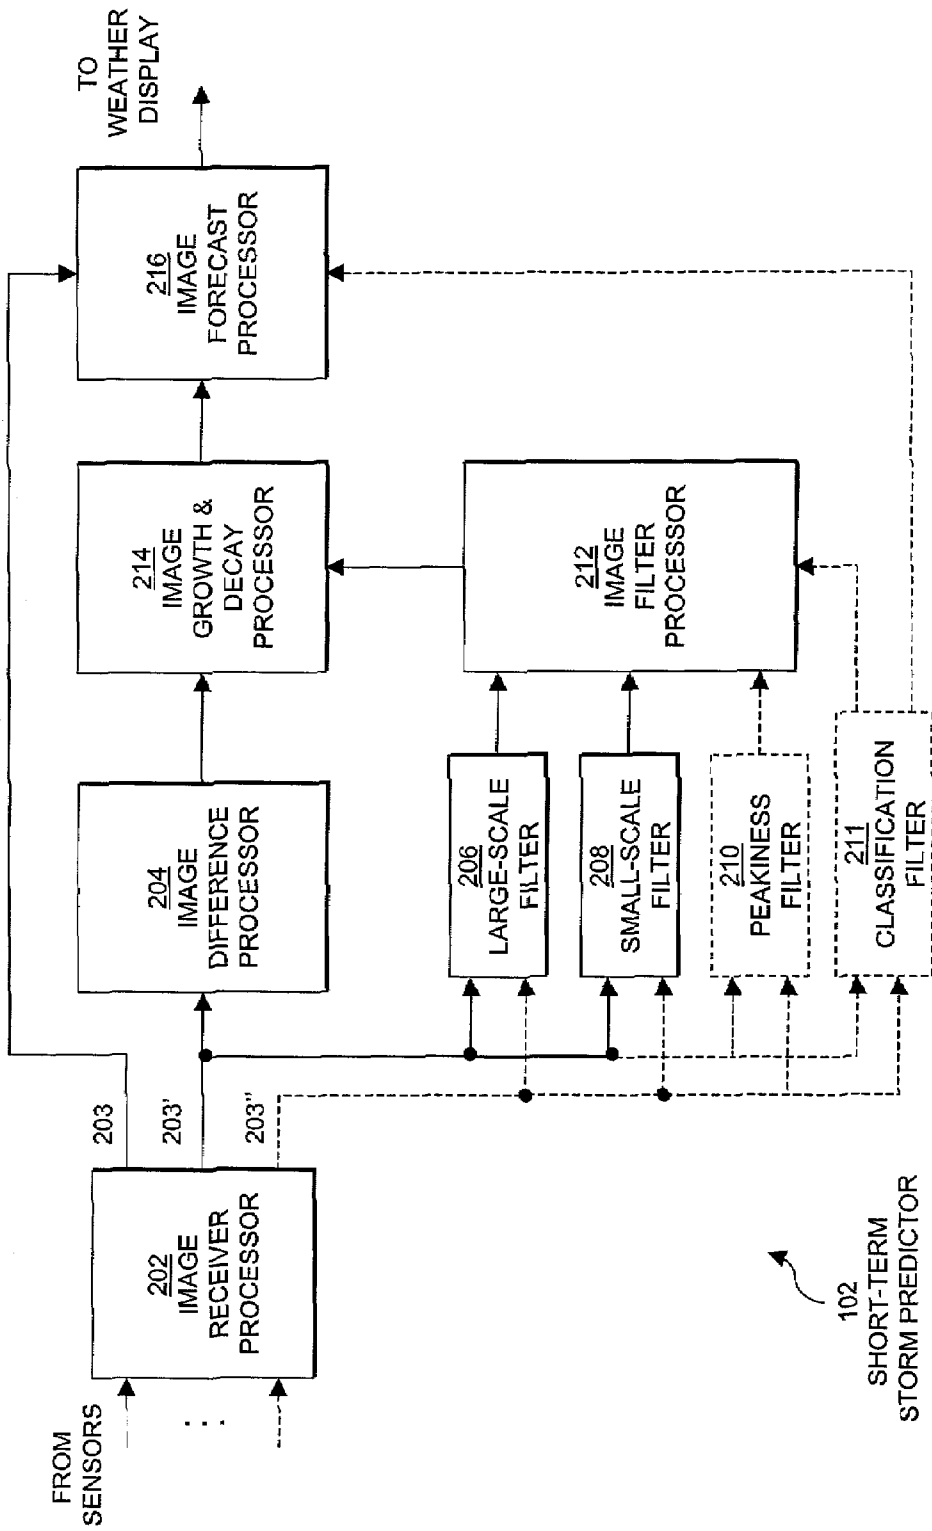 FROM
SENSORS
202
IMAGE
RECEIVER
PROCESSOR
203
203'
203"
204
IMAGE
DIFFERENCE
PROCESSOR
214
IMAGE
GROWTH &
DECAY
PROCESSOR
216
IMAGE
FORECAST
PROCESSOR
TO
WEATHER
DISPLAY
206
LARGE-SCALE
FILTER
208
SMALL-SCALE
FILTER
210
PEAKINESS
FILTER
211
CLASSIFICATION
FILTER
212
IMAGE
FILTER
PROCESSOR
102
SHORT-TERM
STORM PREDICTOR